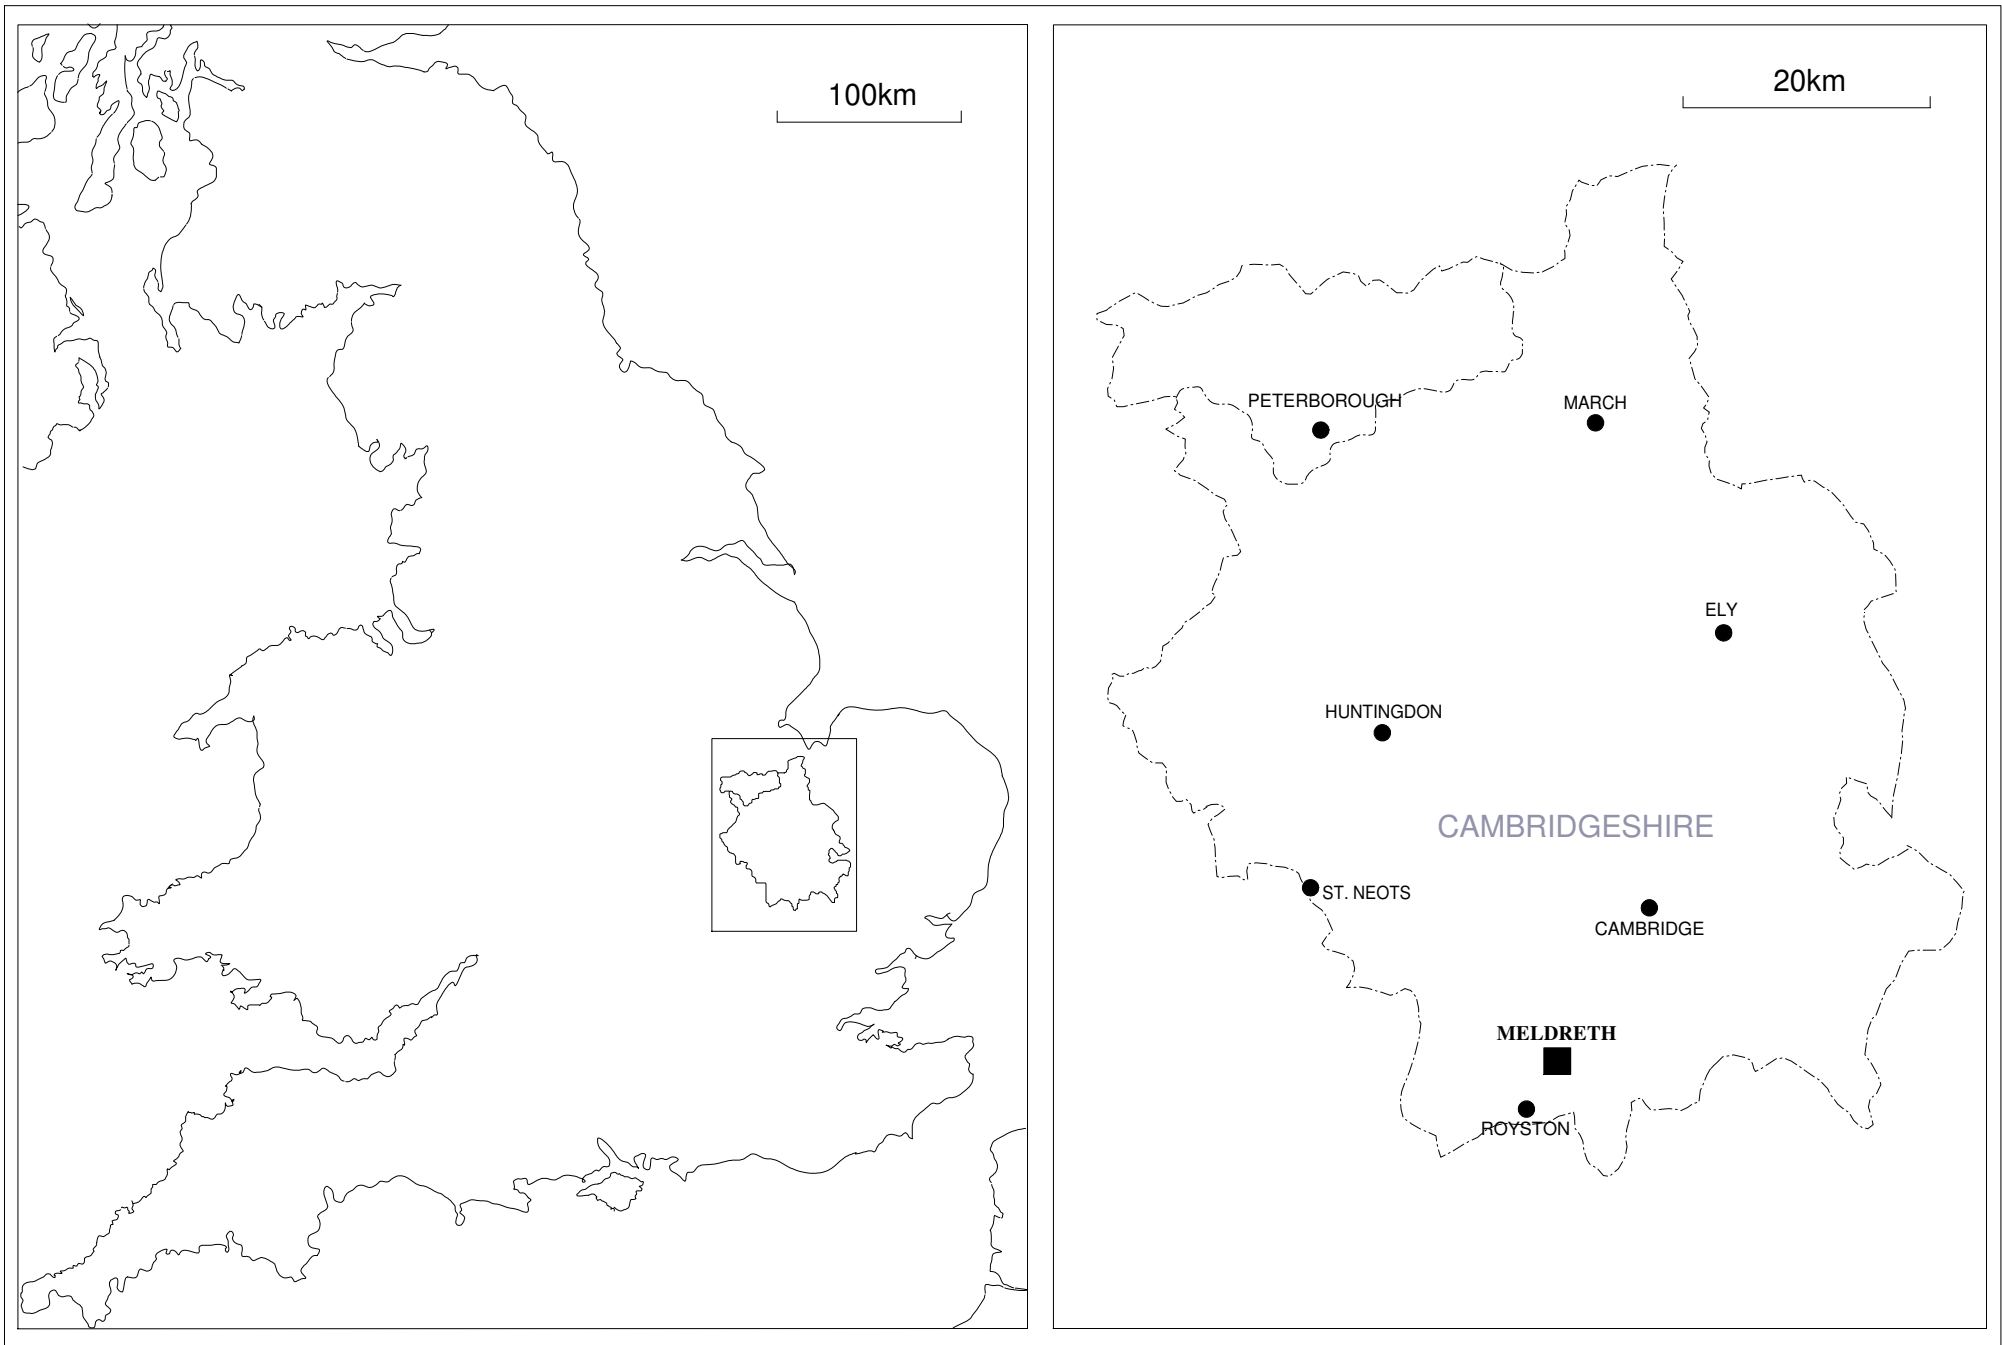 100km
20km
PETERBOROUGH
MARCH
ELY
HUNTINGDON
CAMBRIDGESHIRE
ST. NEOTS
CAMBRIDGE
MELDRETH
ROYSTON